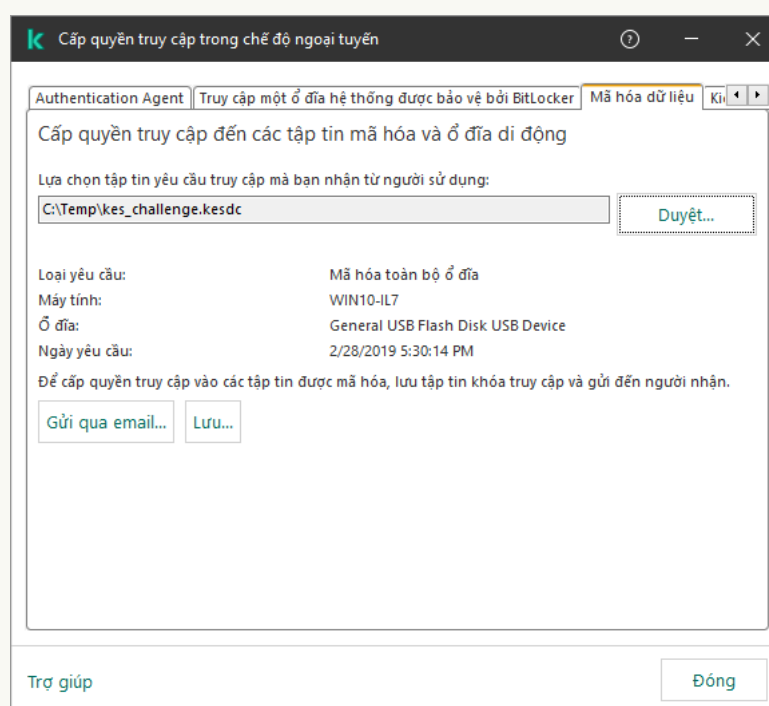 Cấp quyền truy cập trong chế độ ngoại tuyến
Authentication Agent Truy cập một ổ đĩa hệ thống được bảo vệ bởi BitLocker Mã hóa dữ liệu
Cấp quyền truy cập đến các tập tin mã hóa và ổ đĩa di động
Lựa chọn tập tin yêu cầu truy cập mà bạn nhận từ người sử dụng:
C:\Temp\kes_challenge.kesdc Duyệt...
Loại yêu cầu: Mã hóa toàn bộ ổ đĩa
Máy tính: WIN10-IL7
Ổ đĩa: General USB Flash Disk USB Device
Ngày yêu cầu: 2/28/2019 5:30:14 PM
Để cấp quyền truy cập vào các tập tin được mã hóa, lưu tập tin khóa truy cập và gửi đến người nhận.
Gửi qua email... Lưu...
Trợ giúp Đóng